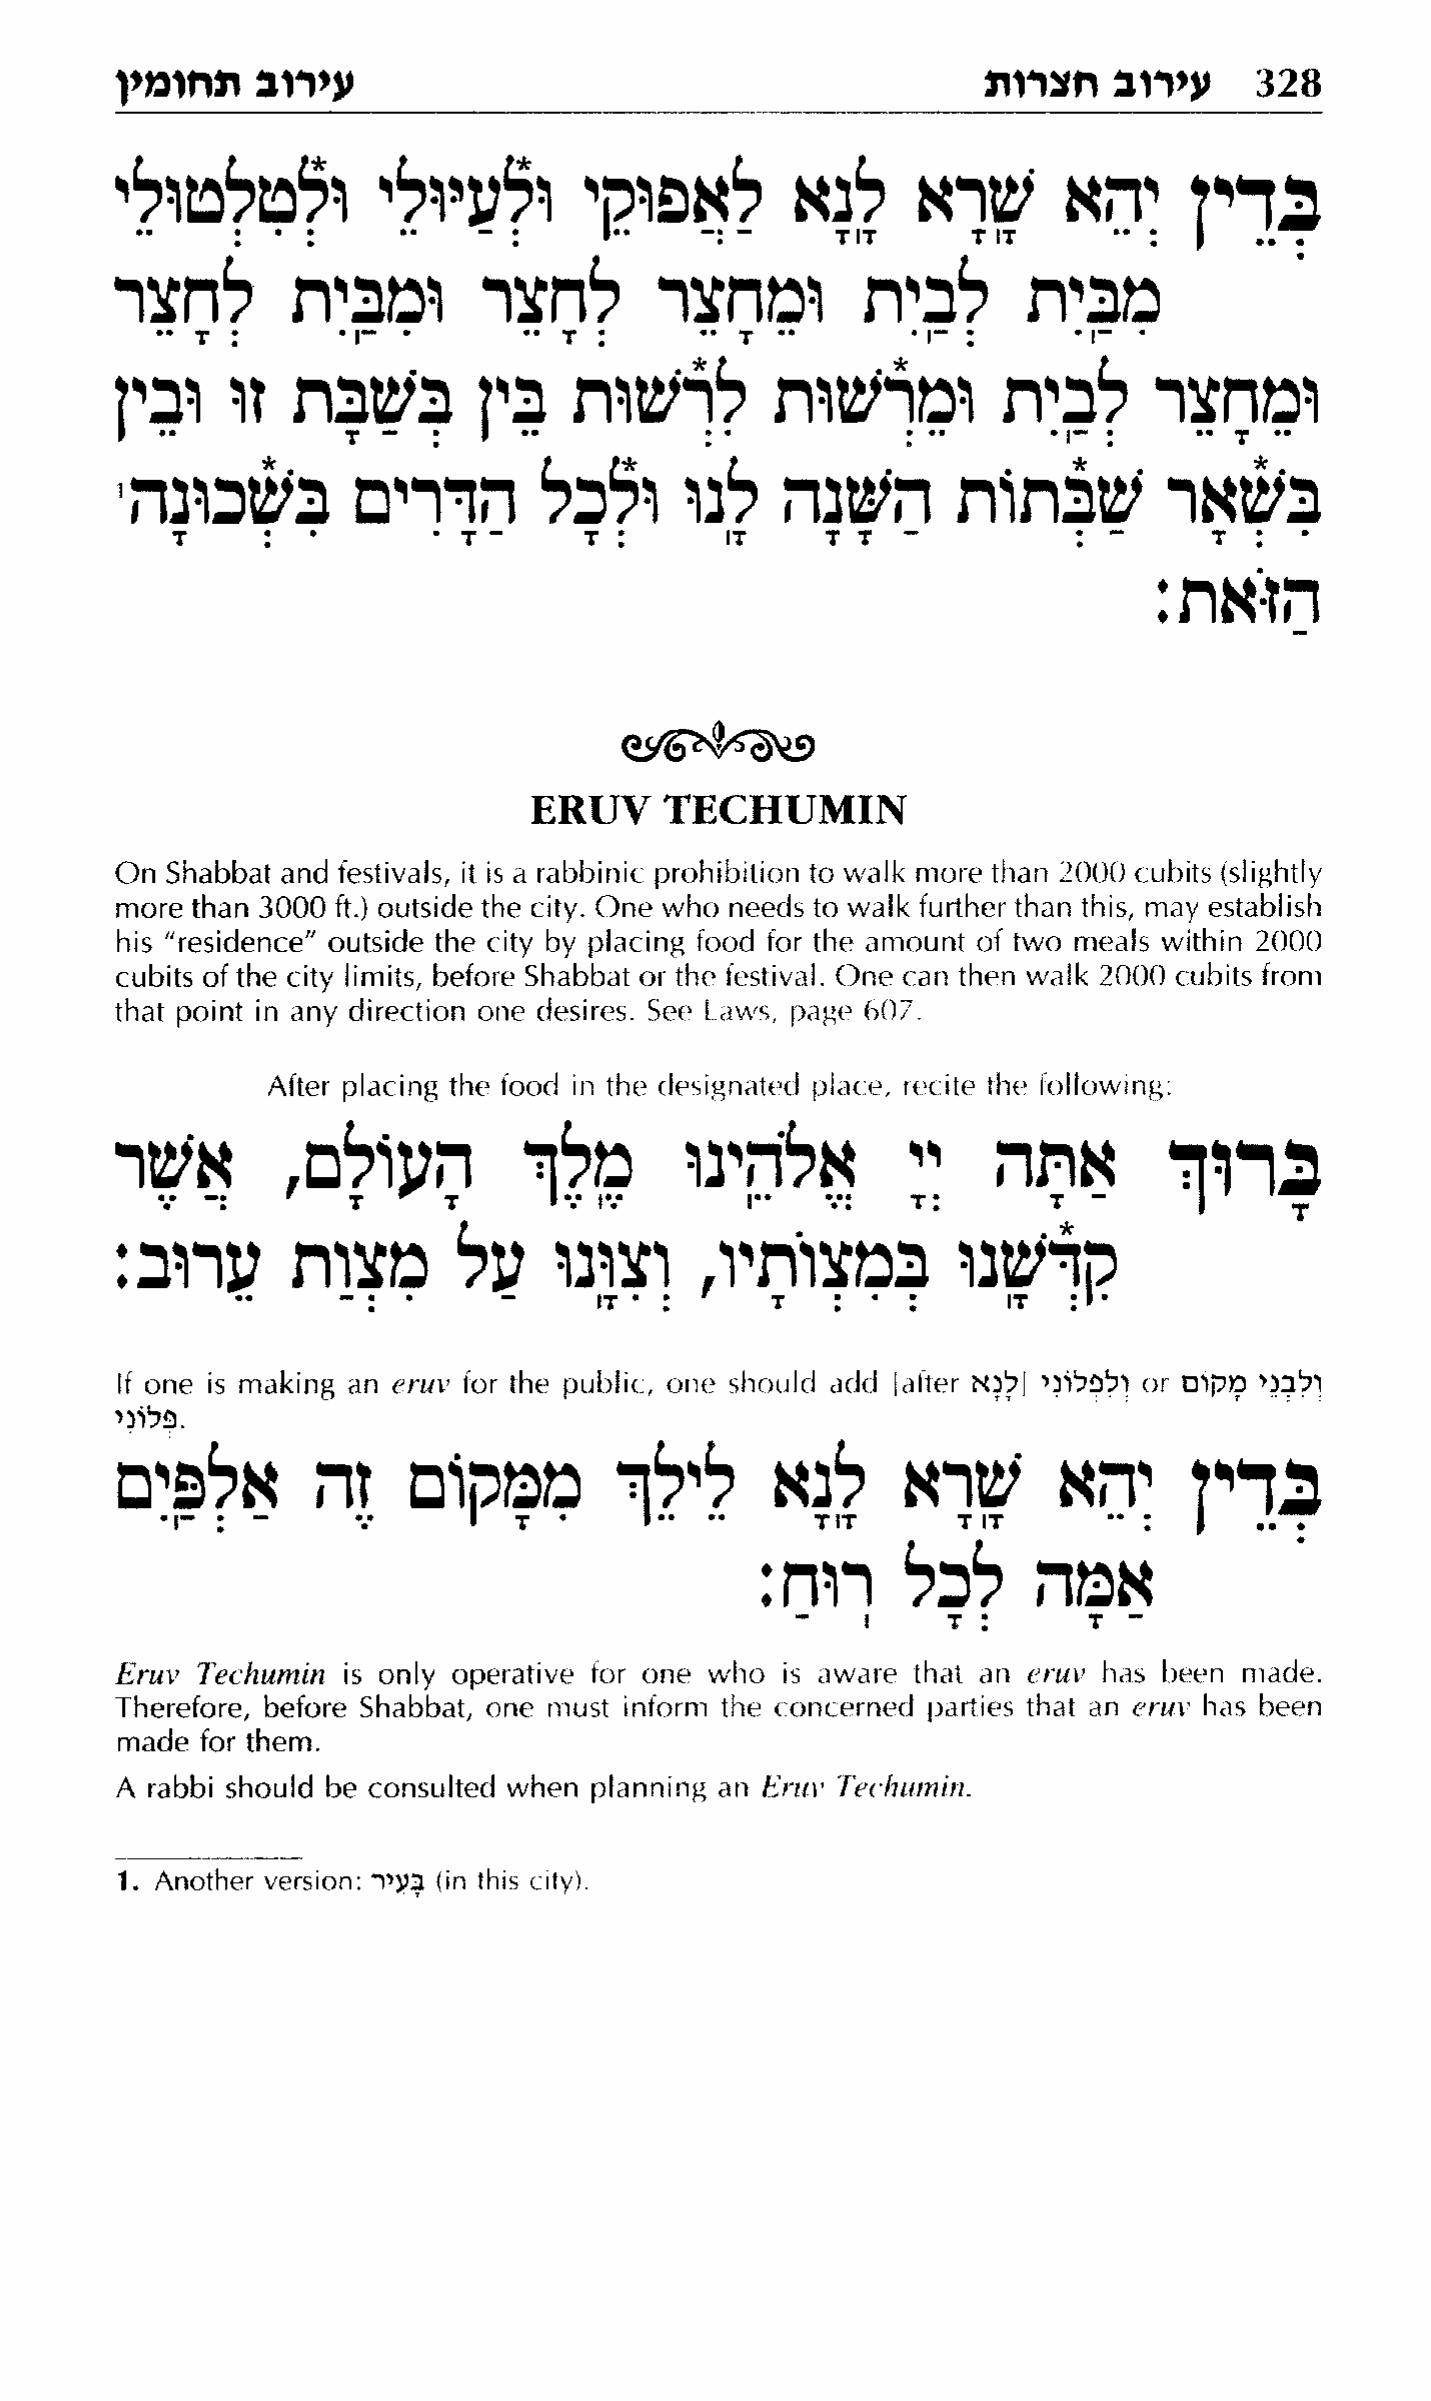 328 עירוב חצרות עירוב תחומין
בְּדֵין יְהֵא שְׁרָא לָנָא לַאֲפוּקֵי וּלְ*עַיּוּלֵי וּלְ*טִלְטוּלֵי
מִבַּיִת לְבַיִת וּמֵחָצֵר לְחָצֵר וּמִבַּיִת לְחָצֵר
וּמֵחָצֵר לְבַיִת וּמֵרְ*שׁוּת לִרְ*שׁוּת בֵּין בְּשַׁבָּת זוּ וּבֵין
בִּשְׁ*אָר שַׁבְּ*תוֹת הַשָּׁנָה לָנוּ וּלְ*כָל הַדָּרִים בִּשְׁ*כוּנָה¹
הַזֹּאת:
ERUV TECHUMIN
On Shabbat and festivals, it is a rabbinic prohibition to walk more than 2000 cubits (slightly
more than 3000 ft.) outside the city. One who needs to walk further than this, may establish
his "residence" outside the city by placing food for the amount of two meals within 2000
cubits of the city limits, before Shabbat or the festival. One can then walk 2000 cubits from
that point in any direction one desires. See Laws, page 607.
After placing the food in the designated place, recite the following:
בָּרוּךְ אַתָּה יְיָ אֱלֹהֵינוּ מֶלֶךְ הָעוֹלָם, אֲשֶׁר
קִדְּ*שָׁנוּ בְּמִצְוֹתָיו, וְצִוָּנוּ עַל מִצְוַת עֵרוּב:
If one is making an eruv for the public, one should add [after לָנָא] וְלִפְלוֹנִי or וְלִבְנֵי מָקוֹם
פְּלוֹנִי.
בְּדֵין יְהֵא שָׁרָא לָנָא לֵילֵךְ מִמָּקוֹם זֶה אַלְפַּיִם
אַמָּה לְכָל רוּחַ:
Eruv Techumin is only operative for one who is aware that an eruv has been made.
Therefore, before Shabbat, one must inform the concerned parties that an eruv has been
made for them.
A rabbi should be consulted when planning an Eruv Techumin.
1. Another version: בָּעִיר (in this city).